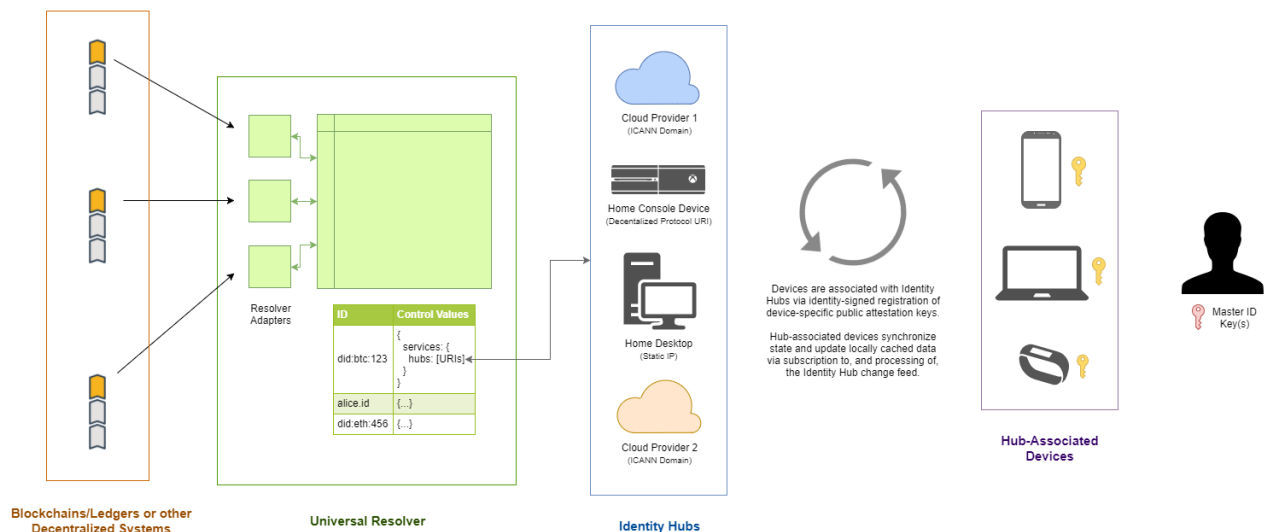 Resolver
Adapters
ID Control Values
did:btc:123
{
services: {
hubs: [URIs]
}
}
alice.id {...}
did:eth:456 {...}
Blockchains/Ledgers or other
Decentralized Systems
Universal Resolver
Cloud Provider 1
(ICANN Domain)
Home Console Device
(Decentalized Protocol URI)
Home Desktop
(Static IP)
Cloud Provider 2
(ICANN Domain)
Identity Hubs
Devices are associated with Identity
Hubs via identity-signed registration of
device-specific public attestation keys.
Hub-associated devices synchronize
state and update locally cached data
via subscription to, and processing of,
the Identity Hub change feed.
Hub-Associated
Devices
Master ID
Key(s)